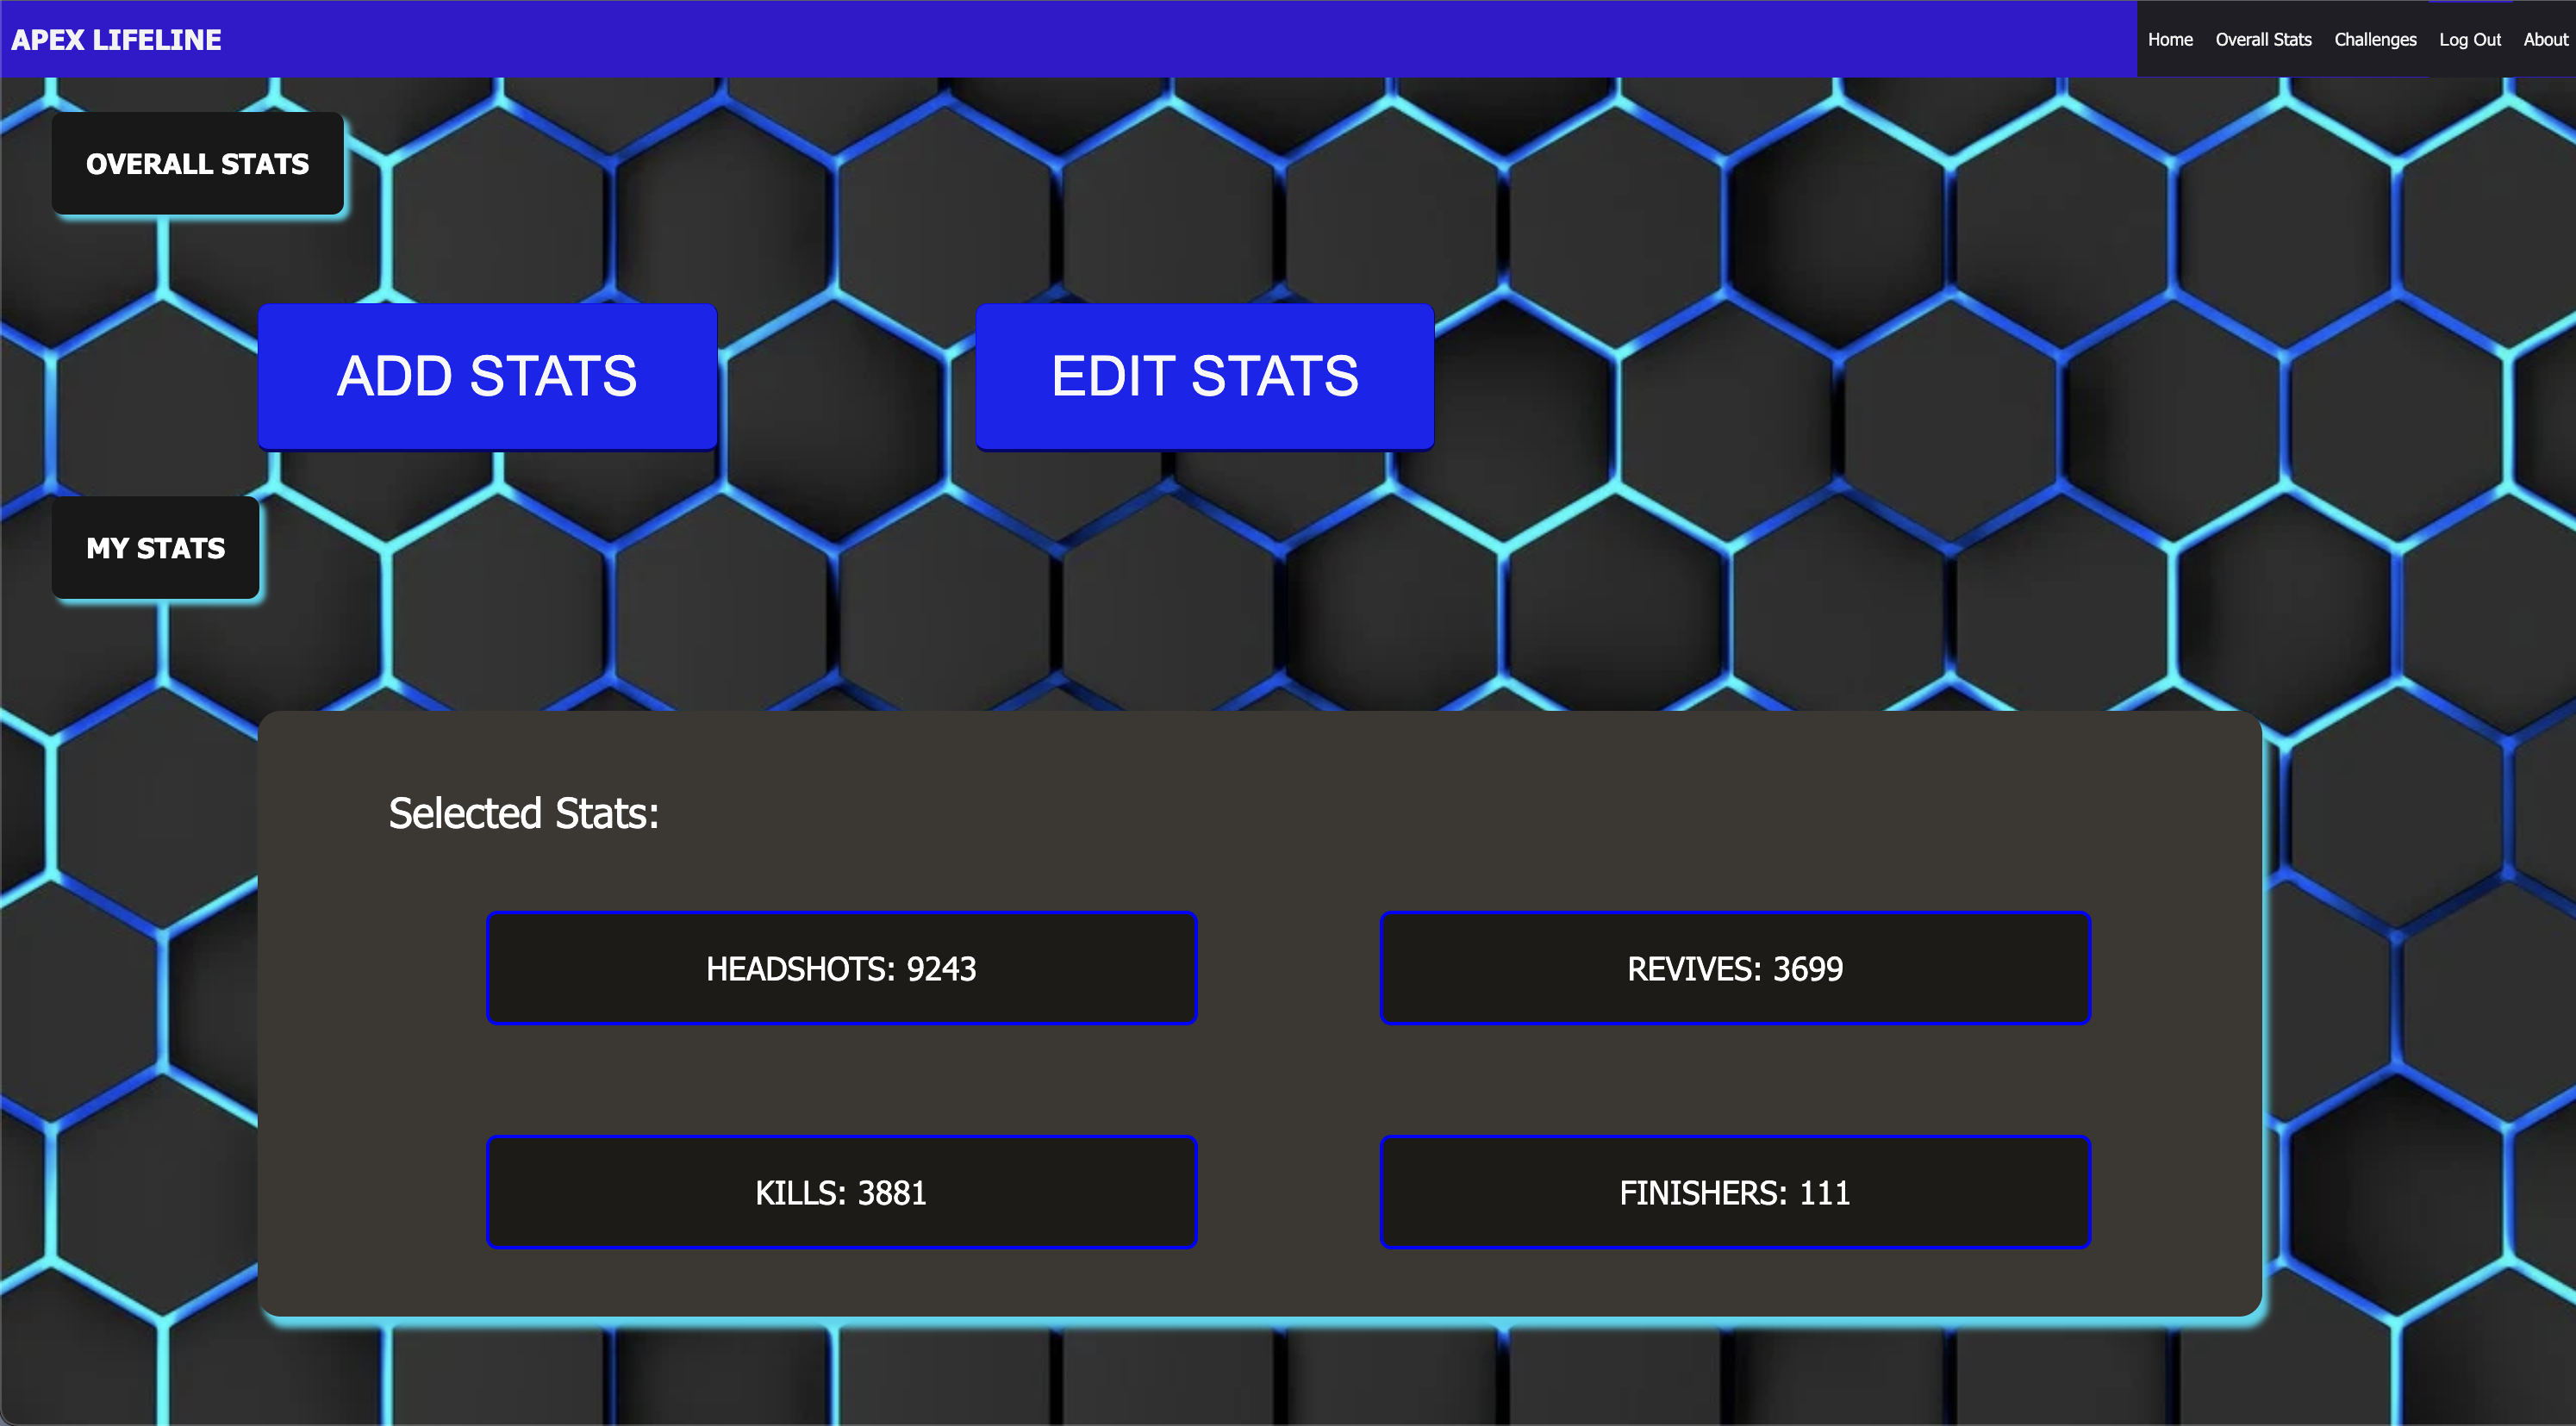 APEX LIFELINE
Home Overall Stats Challenges Log Out About
OVERALL STATS
ADD STATS EDIT STATS
MY STATS
Selected Stats:
HEADSHOTS: 9243 REVIVES: 3699
KILLS: 3881 FINISHERS: 111